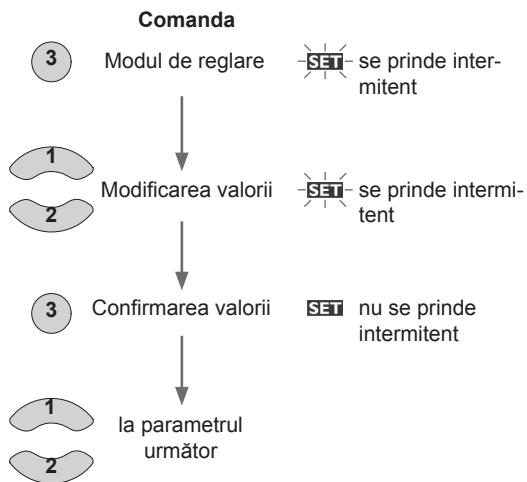 Comanda
3 Modul de reglare SET se prinde inter-
mitent
1
Modificarea valorii SET se prinde intermi-
2 tent
3 Confirmarea valorii SET nu se prinde
intermitent
1
la parametrul
următor
2